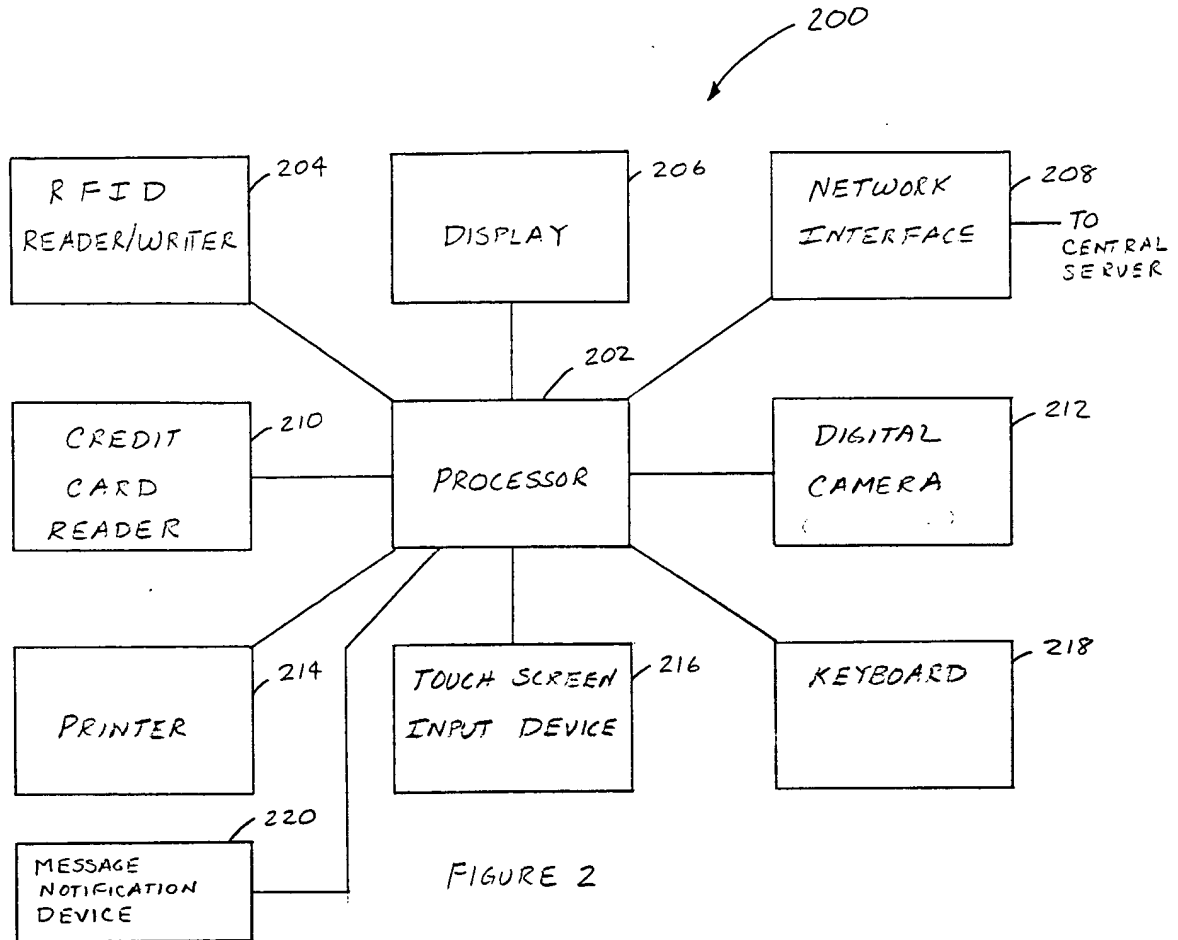 200
RFID
READER/WRITER
204
DISPLAY
206
NETWORK
INTERFACE
208
TO
CENTRAL
SERVER
CREDIT
CARD
READER
210
PROCESSOR
202
DIGITAL
CAMERA
212
PRINTER
214
TOUCH SCREEN
INPUT DEVICE
216
KEYBOARD
218
MESSAGE
NOTIFICATION
DEVICE
220
FIGURE 2